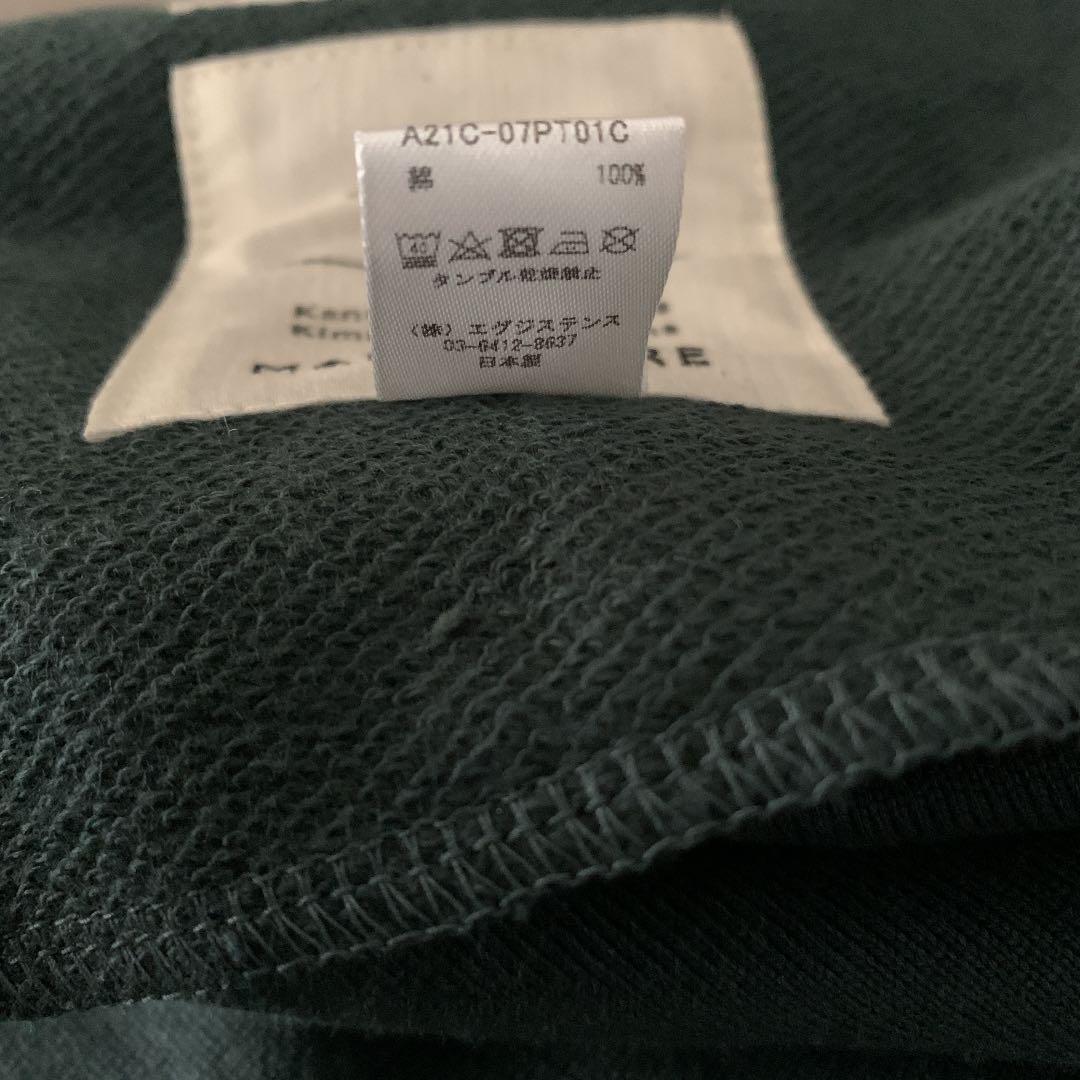 A21C-07PT01C
綿 100%
40
タンブル乾燥禁止
(株) エグジステンス
03-6412-8637
日本製